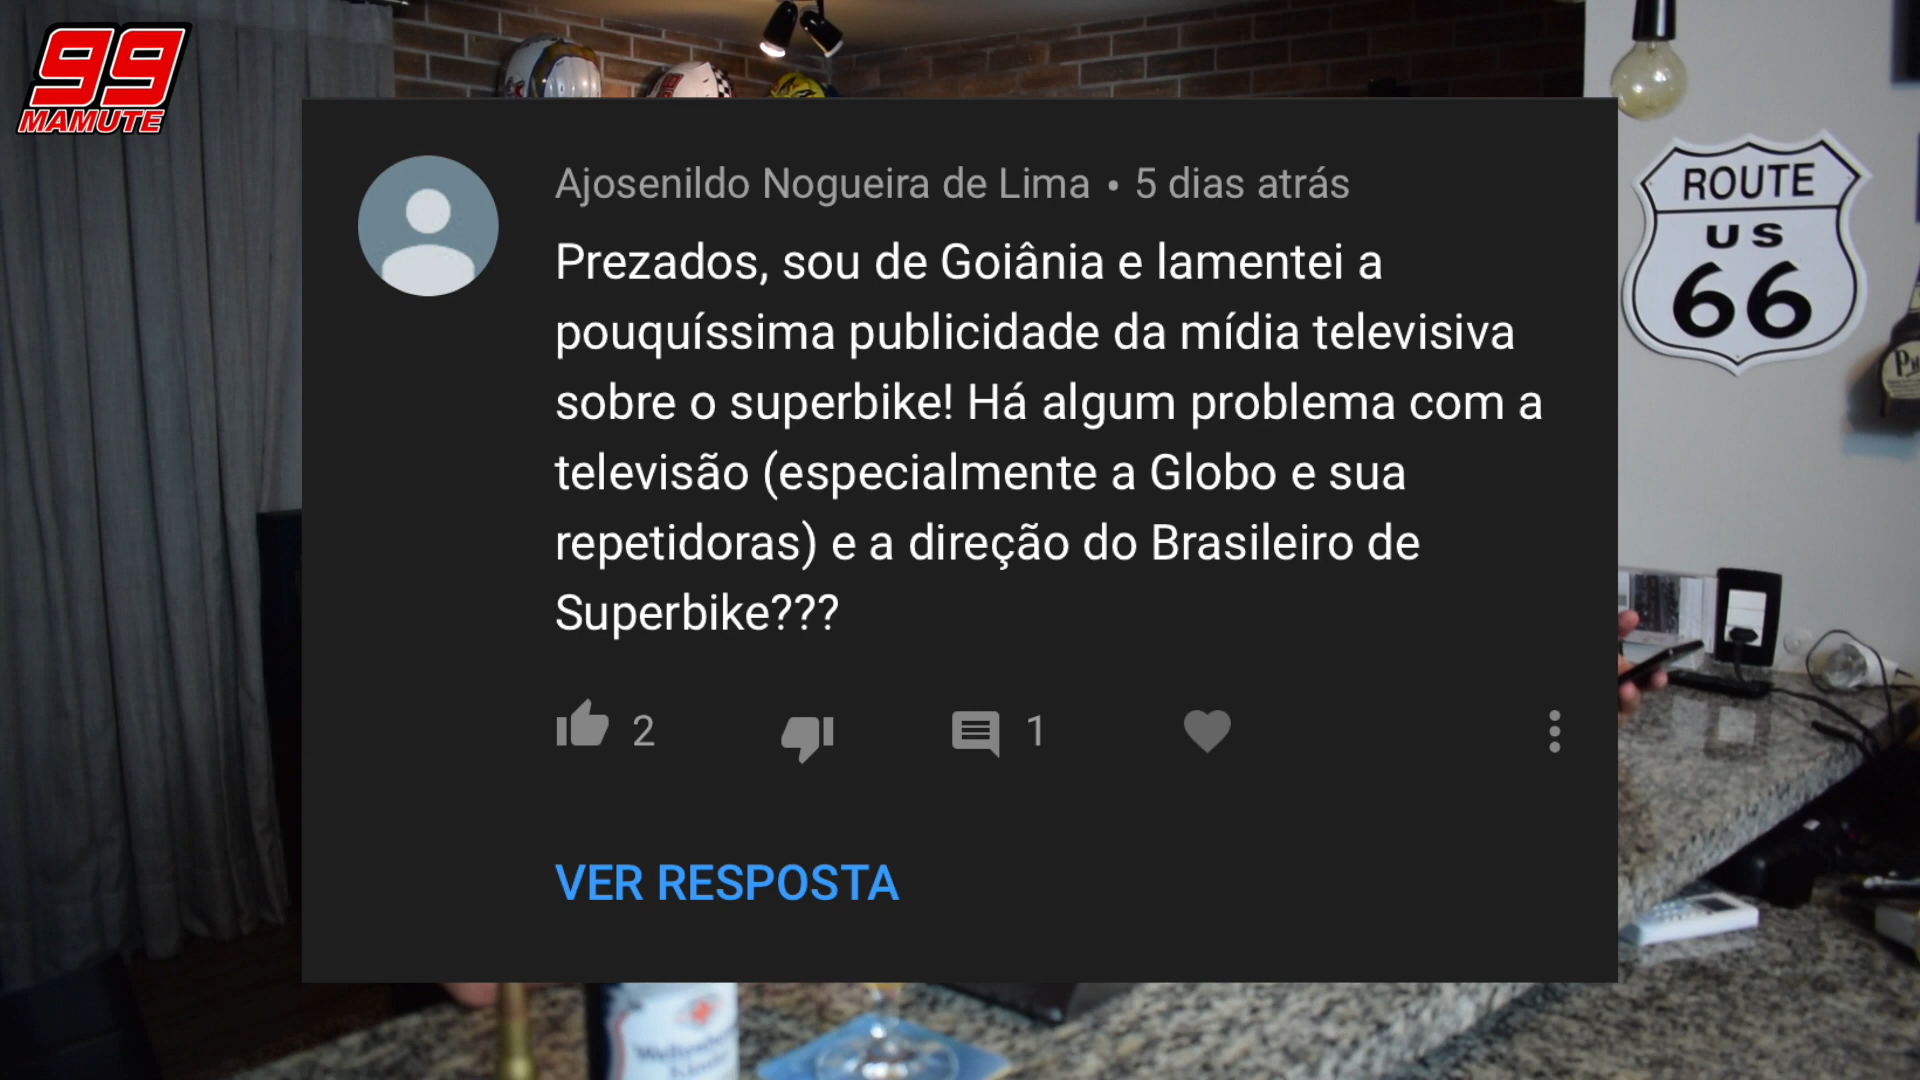 99
MAMUTE
Ajosenildo Nogueira de Lima • 5 dias atrás
Prezados, sou de Goiânia e lamentei a
pouquíssima publicidade da mídia televisiva
sobre o superbike! Há algum problema com a
televisão (especialmente a Globo e sua
repetidoras) e a direção do Brasileiro de
Superbike???
2
1
VER RESPOSTA
ROUTE
US
66